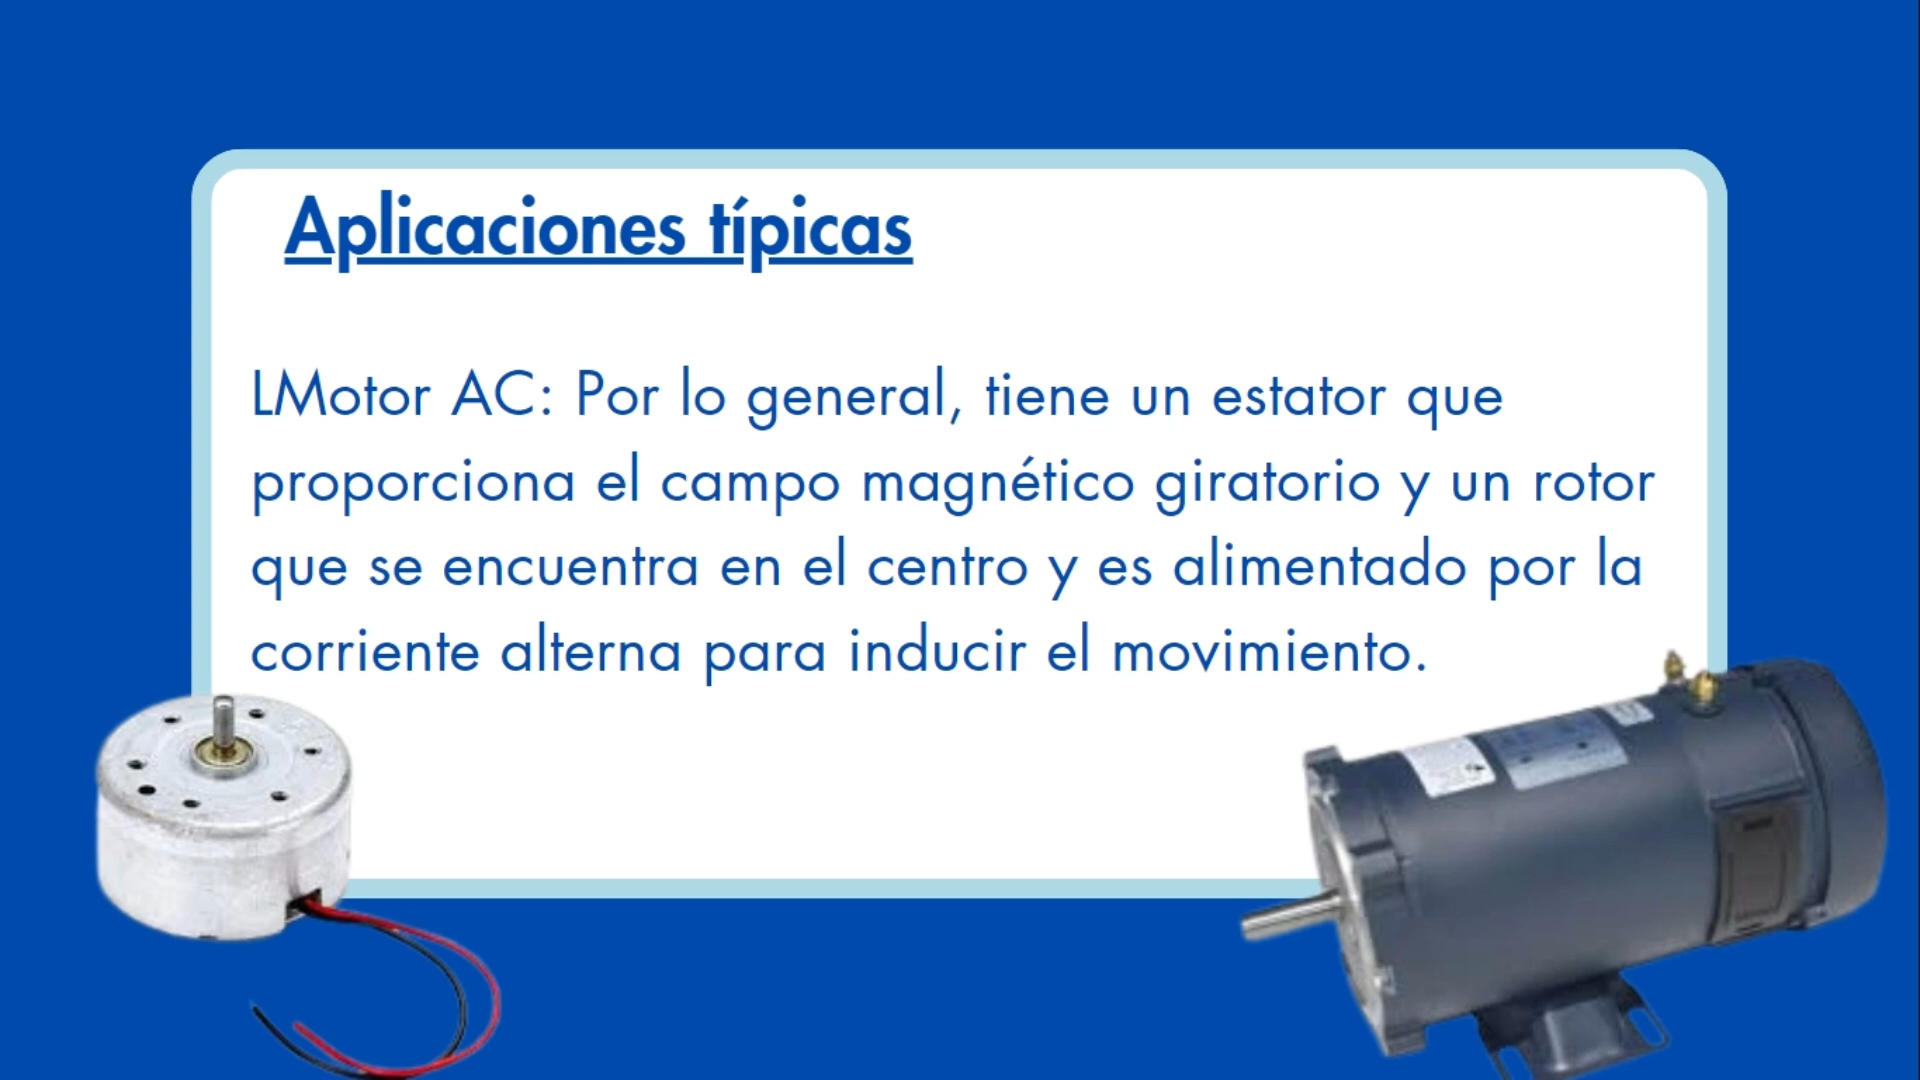 Aplicaciones típicas
LMotor AC: Por lo general, tiene un estator que
proporciona el campo magnético giratorio y un rotor
que se encuentra en el centro y es alimentado por la
corriente alterna para inducir el movimiento.